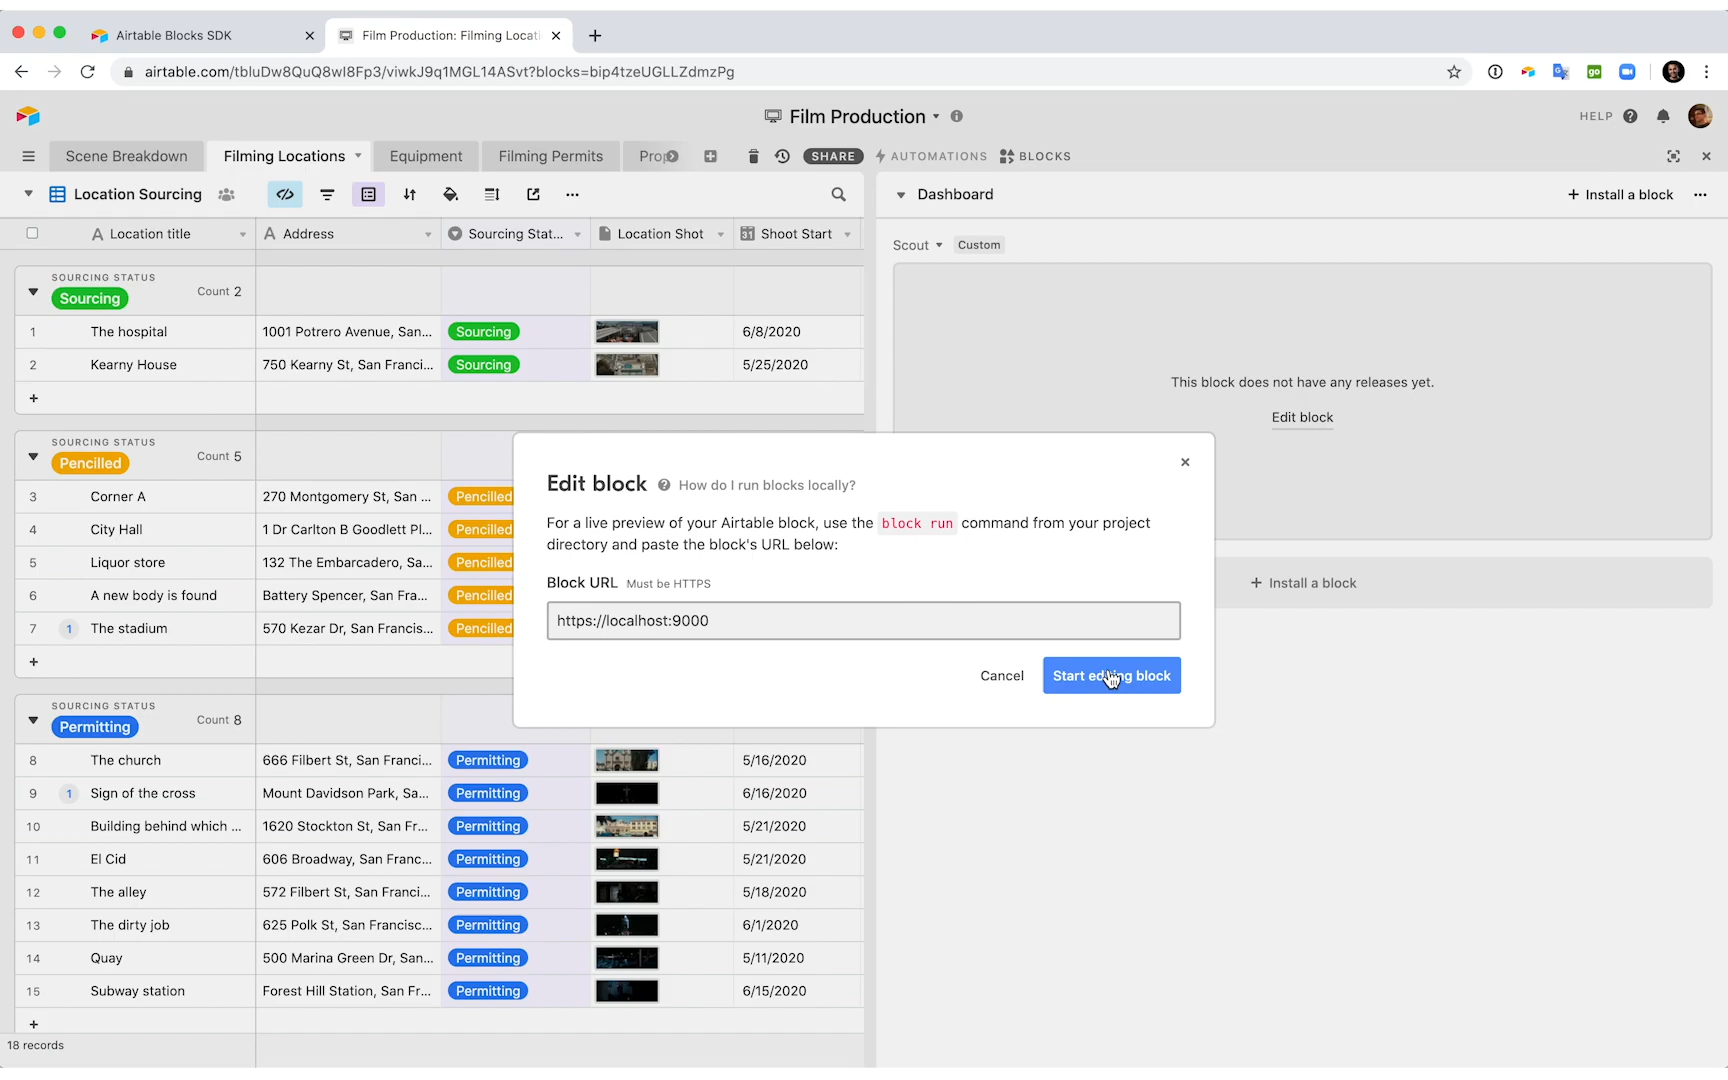 Airtable Blocks SDK
Film Production: Filming Locati
airtable.com/tbluDw8QuQ8wI8Fp3/viwkJ9q1MGL14ASvt?blocks=bip4tzeUGLLZdmzPg
go
Film Production
HELP
Scene Breakdown
Filming Locations
Equipment
Filming Permits
Prop
SHARE
AUTOMATIONS
BLOCKS
Location Sourcing
Dashboard
+ Install a block
Location title
Address
Sourcing Stat...
Location Shot
31
Shoot Start
Scout
Custom
SOURCING STATUS
Sourcing
Count 2
1 The hospital 1001 Potrero Avenue, San... Sourcing 6/8/2020
2 Kearny House 750 Kearny St, San Franci... Sourcing 5/25/2020
+
This block does not have any releases yet.
Edit block
SOURCING STATUS
Pencilled
Count 5
3 Corner A 270 Montgomery St, San ... Pencilled
4 City Hall 1 Dr Carlton B Goodlett Pl... Pencilled
5 Liquor store 132 The Embarcadero, Sa... Pencilled
6 A new body is found Battery Spencer, San Fra... Pencilled
7 1 The stadium 570 Kezar Dr, San Francis... Pencilled
+
Edit block
How do I run blocks locally?
For a live preview of your Airtable block, use the block run command from your project
directory and paste the block's URL below:
Block URL Must be HTTPS
https://localhost:9000
Cancel
Start editing block
+ Install a block
SOURCING STATUS
Permitting
Count 8
8 The church 666 Filbert St, San Franci... Permitting 5/16/2020
9 1 Sign of the cross Mount Davidson Park, Sa... Permitting 6/16/2020
10 Building behind which ... 1620 Stockton St, San Fr... Permitting 5/21/2020
11 El Cid 606 Broadway, San Franc... Permitting 5/21/2020
12 The alley 572 Filbert St, San Franci... Permitting 5/18/2020
13 The dirty job 625 Polk St, San Francisc... Permitting 6/1/2020
14 Quay 500 Marina Green Dr, San... Permitting 5/11/2020
15 Subway station Forest Hill Station, San Fr... Permitting 6/15/2020
+
18 records